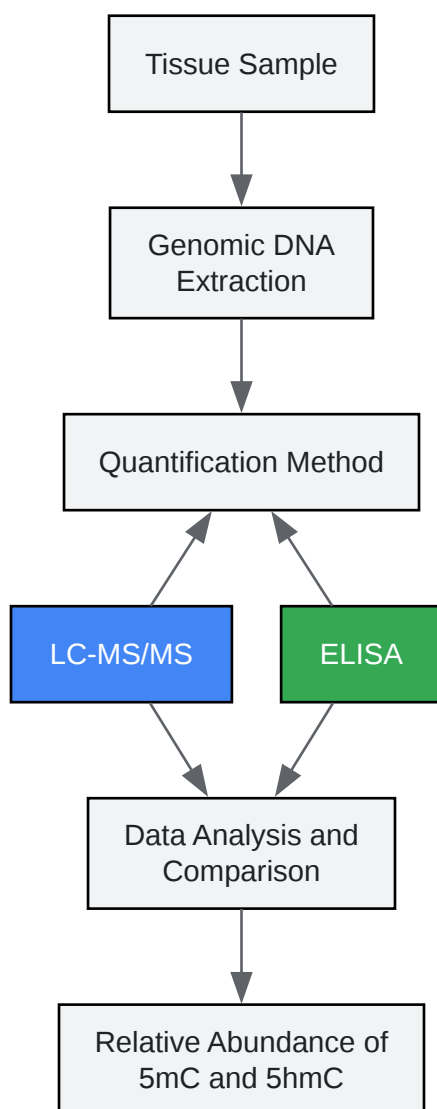 Tissue Sample
Genomic DNA
Extraction
Quantification Method
LC-MS/MS
ELISA
Data Analysis and
Comparison
Relative Abundance of
5mC and 5hmC